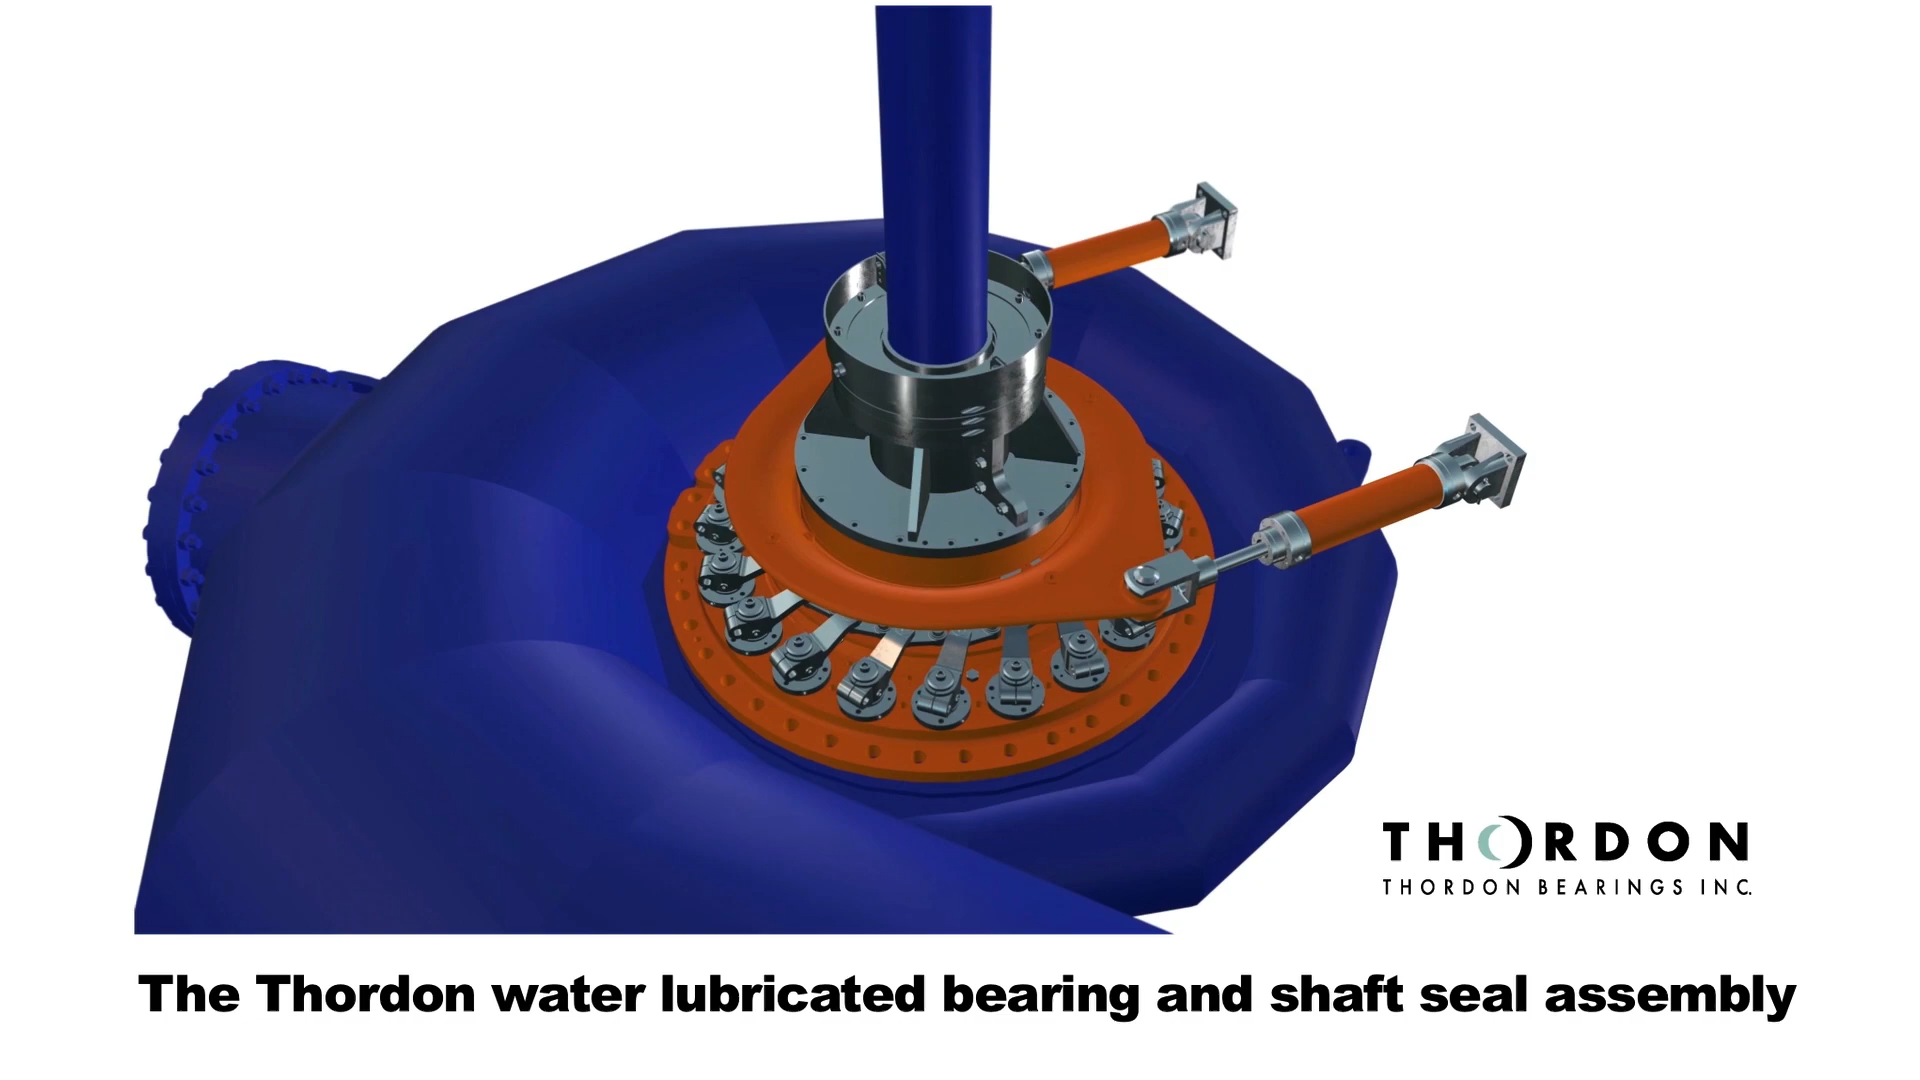 THORDON
THORDON BEARINGS INC.
The Thordon water lubricated bearing and shaft seal assembly